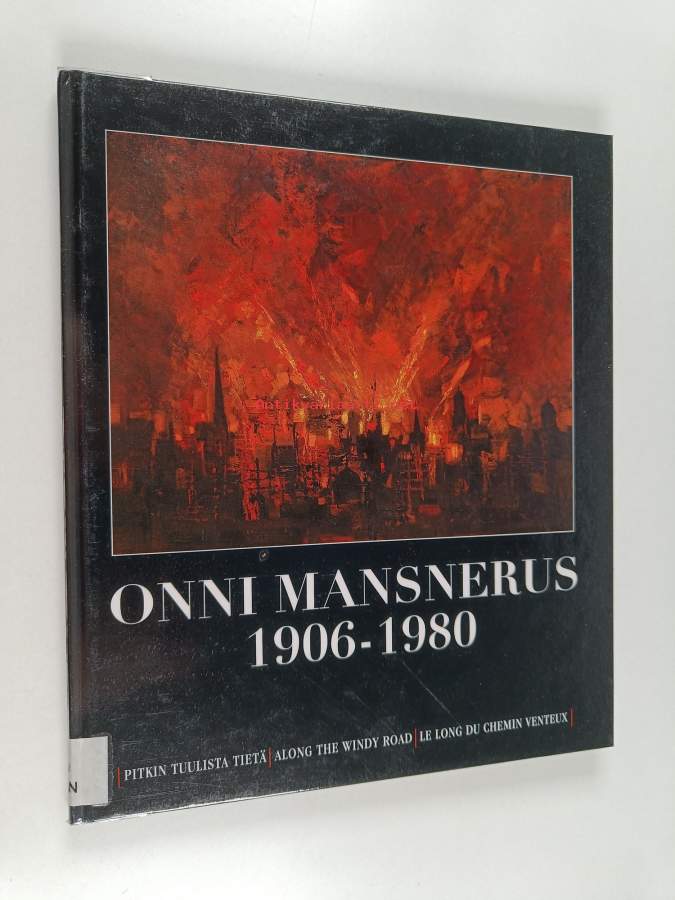 ONNI MANSNERUS
1906-1980
PITKIN TUULISTA TIETÄ | ALONG THE WINDY ROAD | LE LONG DU CHEMIN VENTEUX
N